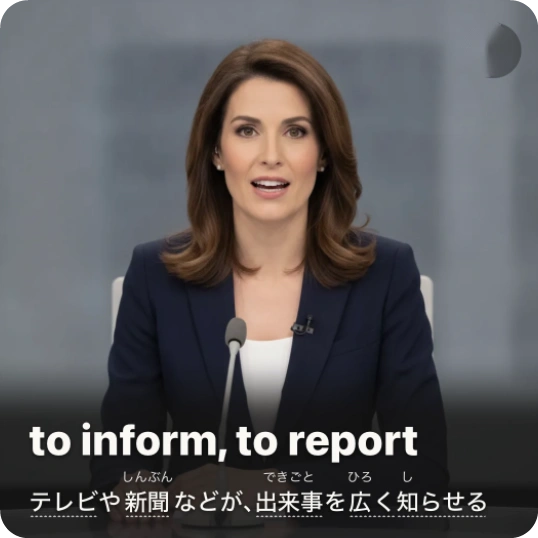 to inform, to report
しんぶん できごと ひろ し
テレビや新聞などが、出来事を広く知らせる